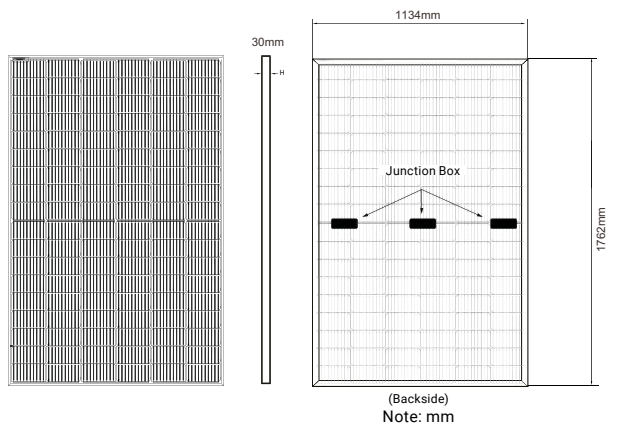 1134mm
30mm
H
Junction Box
1762mm
(Backside)
Note: mm